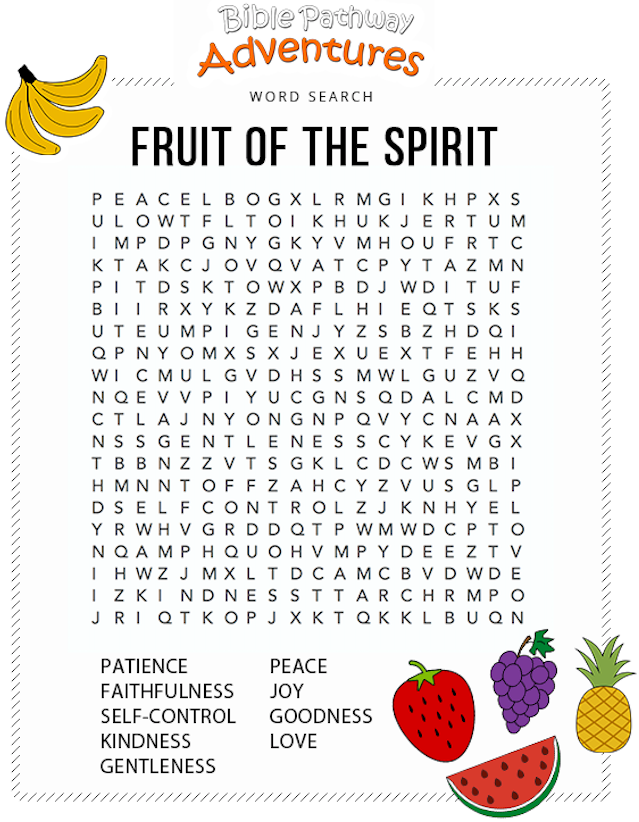 Bible Pathway
Adventures
WORD SEARCH
FRUIT OF THE SPIRIT
P E A C E L B O G X L R M G I K H P X S
U L O W T F L T O I K H U K J E R T U M
I M P D P G N Y G K Y V M H O U F R T C
K T A K C J O V Q V A T C P Y T A Z M N
P I T D S K T O W X P B D J W D I T U F
B I I R X Y K Z D A F L H I E Q T S K S
U T E U M P I G E N J Y Z S B Z H D Q I
Q P N Y O M X S X J E X U E X T F E H H
W I C M U L G V D H S S M W L G U Z V Q
N Q E V V P I Y U C G N S Q D A L C M D
C T L A J N Y O N G N P Q V Y C N A A X
N S S G E N T L E N E S S C Y K E V G X
T B B N Z Z V T S G K L C D C W S M B I
H M N N T O F F Z A H C Y Z V U S G L P
D S E L F C O N T R O L Z J K N H Y E L
Y R W H V G R D D Q T P W M W D C P T O
N Q A M P H Q U O H V M P Y D E E Z T V
I H W Z J M X L T D C A M C B V D W D E
I Z K I N D N E S S T T A R C H R M P O
J R I Q T K O P J X K T Q K K L B U Q N
PATIENCE PEACE
FAITHFULNESS JOY
SELF-CONTROL GOODNESS
KINDNESS LOVE
GENTLENESS